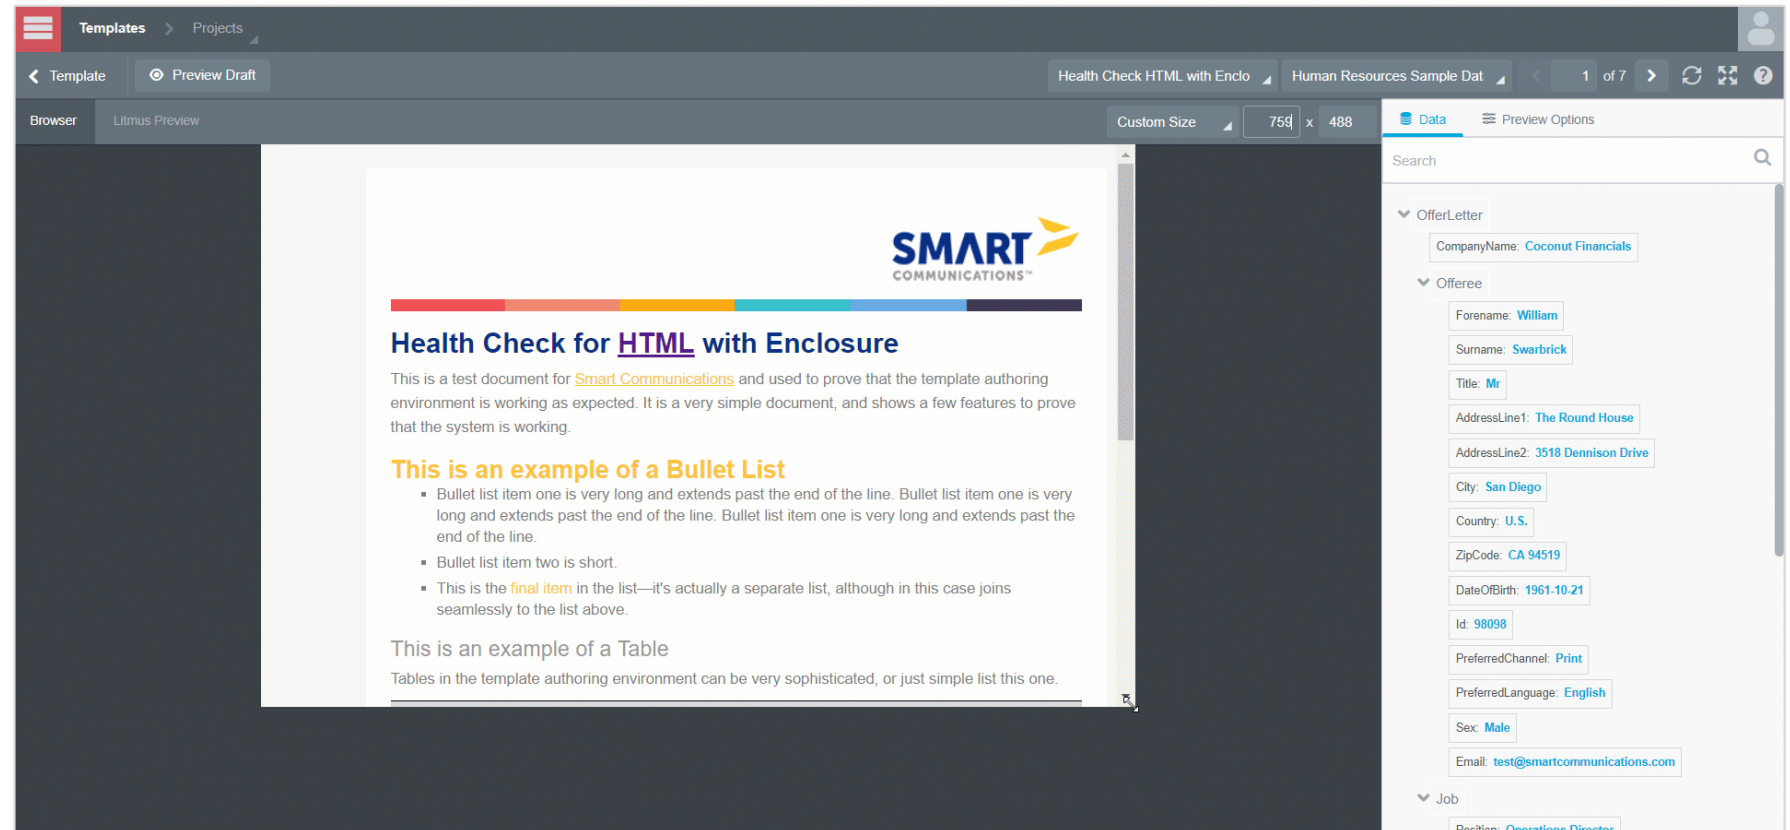 Templates
Projects
Template
Preview Draft
Health Check HTML with Enclo
Human Resources Sample Dat
1 of 7
Browser
Litmus Preview
Custom Size
759 x 488
Data
Preview Options
Search
SMART
COMMUNICATIONS™
Health Check for HTML with Enclosure
This is a test document for Smart Communications and used to prove that the template authoring
environment is working as expected. It is a very simple document, and shows a few features to prove
that the system is working.
This is an example of a Bullet List
Bullet list item one is very long and extends past the end of the line. Bullet list item one is very
long and extends past the end of the line. Bullet list item one is very long and extends past the
end of the line.
Bullet list item two is short.
This is the final item in the list—it's actually a separate list, although in this case joins
seamlessly to the list above.
This is an example of a Table
Tables in the template authoring environment can be very sophisticated, or just simple list this one.
OfferLetter
CompanyName: Coconut Financials
Offeree
Forename: William
Surname: Swarbrick
Title: Mr
AddressLine1: The Round House
AddressLine2: 3518 Dennison Drive
City: San Diego
Country: U.S.
ZipCode: CA 94519
DateOfBirth: 1961-10-21
Id: 98098
PreferredChannel: Print
PreferredLanguage: English
Sex: Male
Email: test@smartcommunications.com
Job
Position: Operations Director